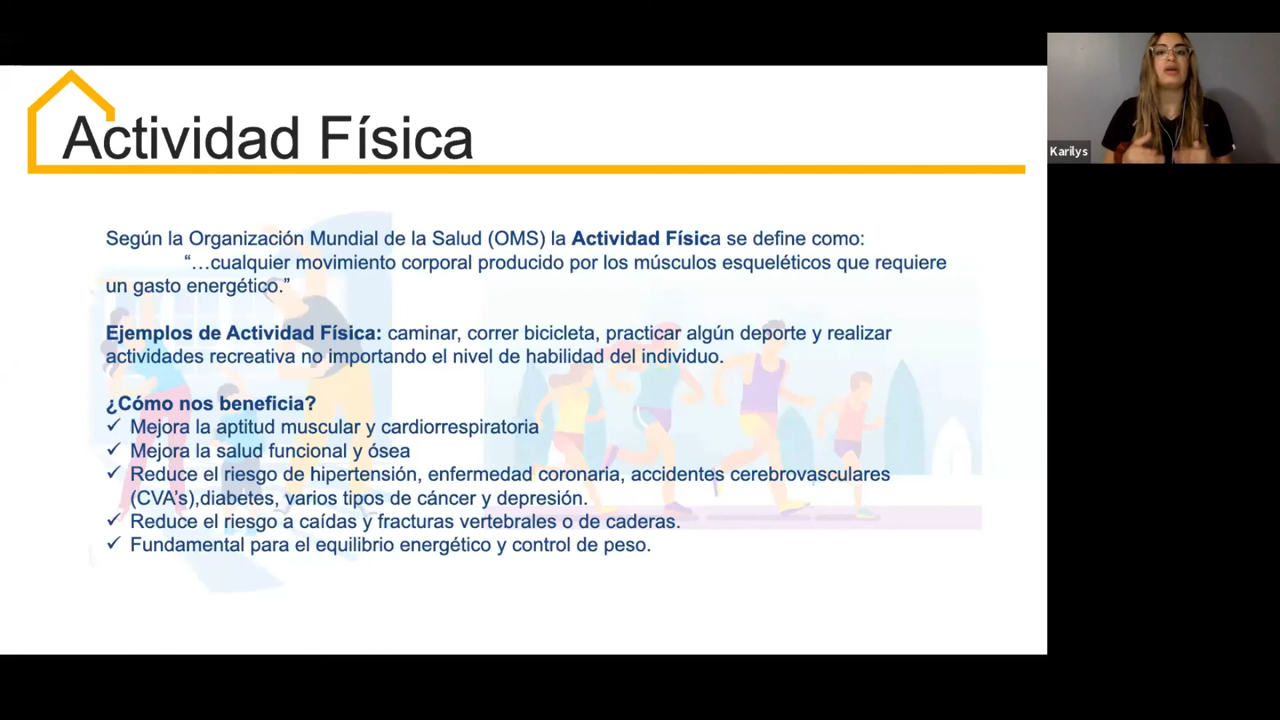 Actividad Física
Karilys
Según la Organización Mundial de la Salud (OMS) la Actividad Física se define como:
“…cualquier movimiento corporal producido por los músculos esqueléticos que requiere
un gasto energético.”
Ejemplos de Actividad Física: caminar, correr bicicleta, practicar algún deporte y realizar
actividades recreativa no importando el nivel de habilidad del individuo.
¿Cómo nos beneficia?
✓ Mejora la aptitud muscular y cardiorrespiratoria
✓ Mejora la salud funcional y ósea
✓ Reduce el riesgo de hipertensión, enfermedad coronaria, accidentes cerebrovasculares
(CVA’s),diabetes, varios tipos de cáncer y depresión.
✓ Reduce el riesgo a caídas y fracturas vertebrales o de caderas.
✓ Fundamental para el equilibrio energético y control de peso.